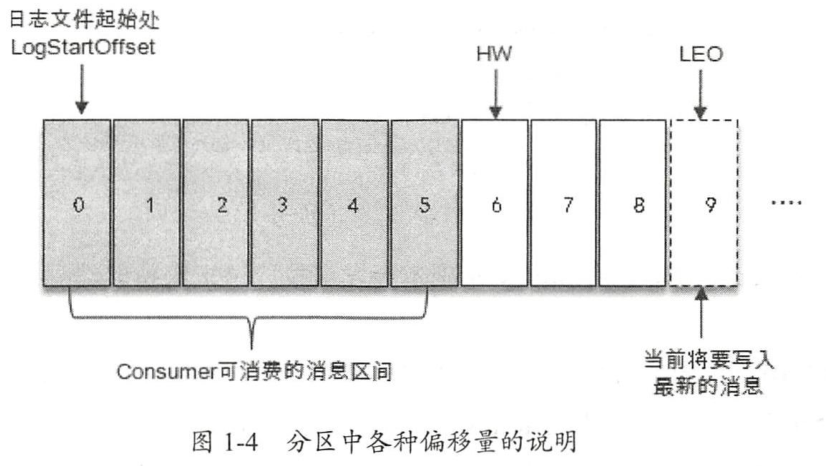 日志文件起始处
LogStartOffset
HW
LEO
0 1 2 3 4 5 6 7 8 9 ····
Consumer可消费的消息区间
当前将要写入
最新的消息
图 1-4 分区中各种偏移量的说明